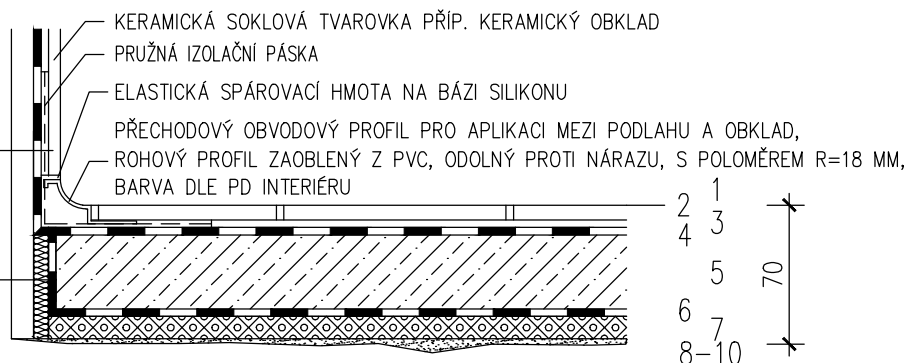 KERAMICKÁ SOKLOVÁ TVAROVKA PŘÍP. KERAMICKÝ OBKLAD
PRUŽNÁ IZOLAČNÍ PÁSKA
ELASTICKÁ SPÁROVACÍ HMOTA NA BÁZI SILIKONU
PŘECHODOVÝ OBVODOVÝ PROFIL PRO APLIKACI MEZI PODLAHU A OBKLAD,
ROHOVÝ PROFIL ZAOBLENÝ Z PVC, ODOLNÝ PROTI NÁRAZU, S POLOMĚREM R=18 MM,
BARVA DLE PD INTERIÉRU
1
2
3
4
5
6
7
8-10
70